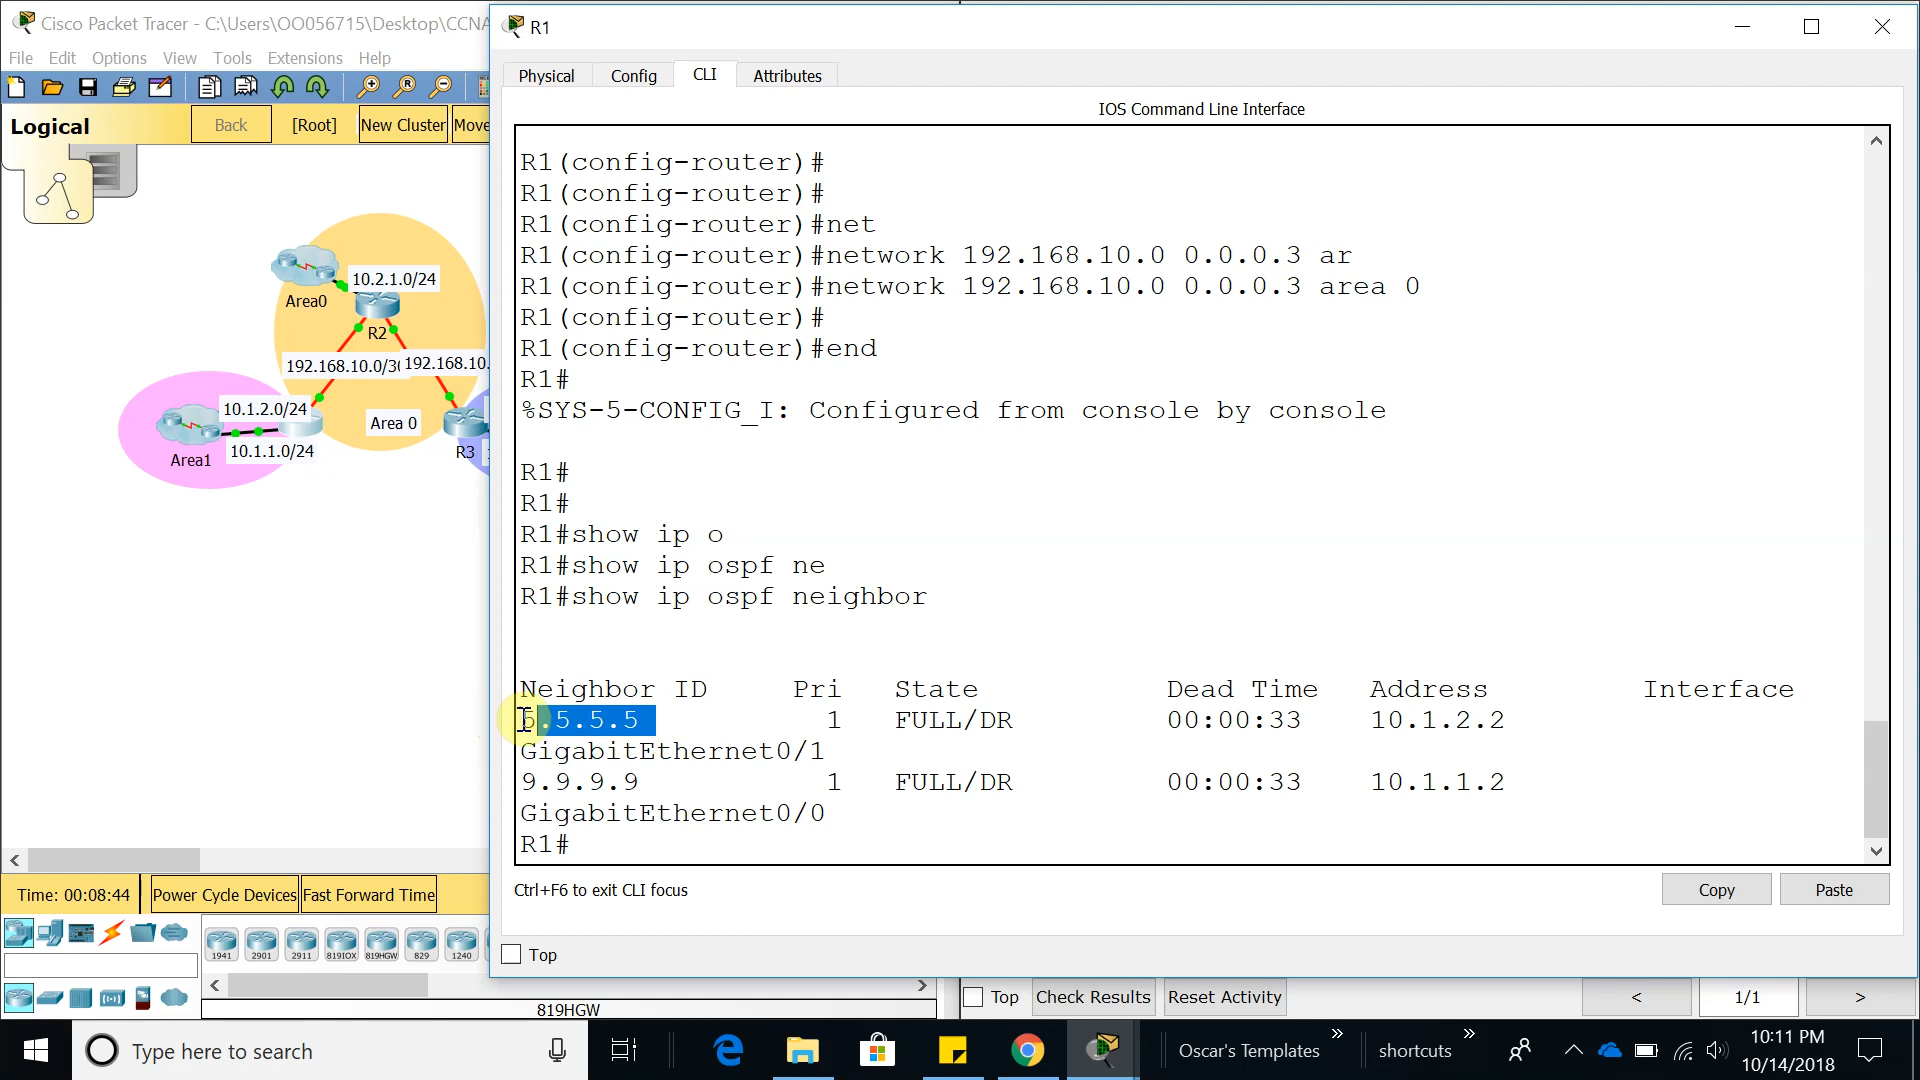 Cisco Packet Tracer - C:\Users\OO056715\Desktop\CCNA
File Edit Options View Tools Extensions Help
Logical
Back
[Root]
New Cluster
Move
10.2.1.0/24
Area0
R2
192.168.10.0/30
192.168.10.
10.1.2.0/24
Area 0
10.1.1.0/24
Area1
R3
Time: 00:08:44
Power Cycle Devices
Fast Forward Time
1941
2901
2911
819IOX
819HGW
829
1240
819HGW
R1
Physical
Config
CLI
Attributes
IOS Command Line Interface
R1(config-router)#
R1(config-router)#
R1(config-router)#net
R1(config-router)#network 192.168.10.0 0.0.0.3 ar
R1(config-router)#network 192.168.10.0 0.0.0.3 area 0
R1(config-router)#
R1(config-router)#end
R1#
%SYS-5-CONFIG_I: Configured from console by console
R1#
R1#
R1#show ip o
R1#show ip ospf ne
R1#show ip ospf neighbor
Neighbor ID Pri State Dead Time Address Interface
5.5.5.5 1 FULL/DR 00:00:33 10.1.2.2
GigabitEthernet0/1
9.9.9.9 1 FULL/DR 00:00:33 10.1.1.2
GigabitEthernet0/0
R1#
Ctrl+F6 to exit CLI focus
Copy
Paste
Top
Top
Check Results
Reset Activity
<
1/1
>
Type here to search
Oscar's Templates
shortcuts
10:11 PM
10/14/2018